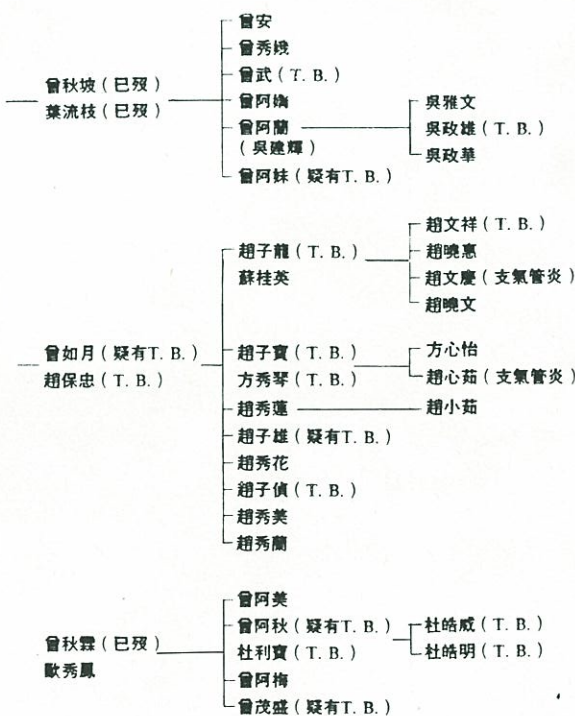 曾安
曾秀娥
曾武（T. B.）
曾秋坡（已歿）
葉流枝（已歿）
曾阿嫵
曾阿蘭
（吳建輝）
曾阿妹（疑有T. B.）
吳雅文
吳政雄（T. B.）
吳政華
趙子龍（T. B.）
蘇桂英
趙文祥（T. B.）
趙曉惠
趙文慶（支氣管炎）
趙曉文
曾如月（疑有T. B.）
趙保忠（T. B.）
趙子寶（T. B.）
方秀琴（T. B.）
方心怡
趙心茹（支氣管炎）
趙秀蓮
趙小茹
趙子雄（疑有T. B.）
趙秀花
趙子偵（T. B.）
趙秀美
趙秀蘭
曾秋霖（已歿）
歐秀鳳
曾阿美
曾阿秋（疑有T. B.）
杜利寶（T. B.）
杜皓威（T. B.）
杜皓明（T. B.）
曾阿梅
曾茂盛（疑有T. B.）